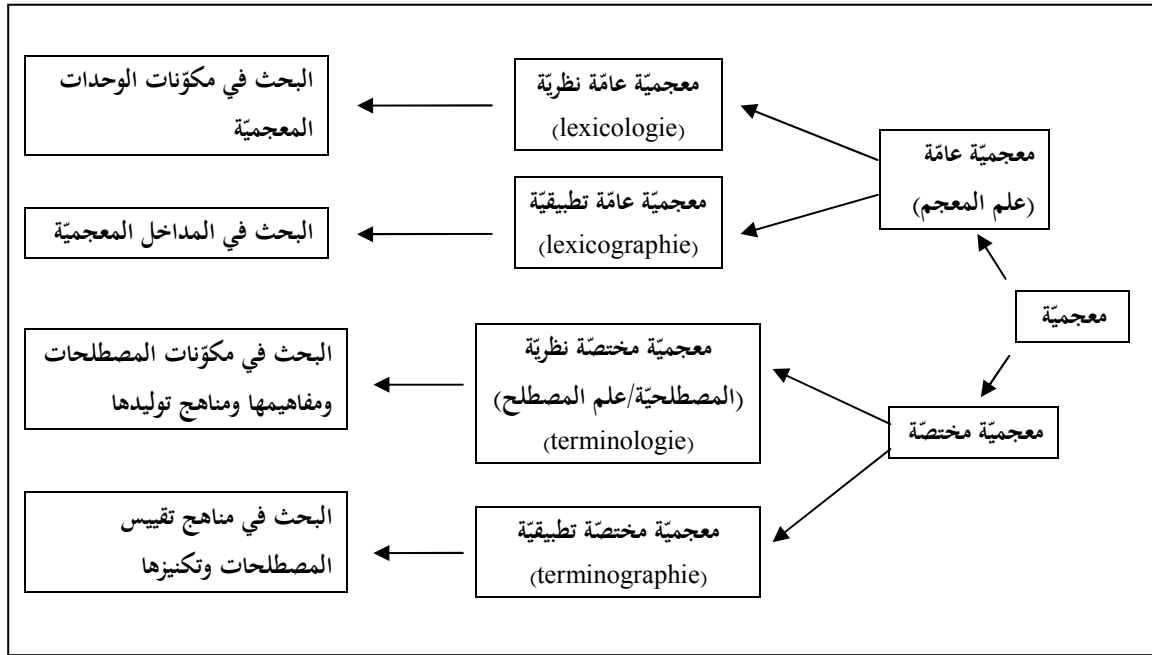 معجميّة
معجميّة عامّة
(علم المعجم)
معجميّة عامّة نظريّة
(lexicologie)
البحث في مكوّنات الوحدات
المعجميّة
معجميّة عامّة تطبيقيّة
(lexicographie)
البحث في المداخل المعجميّة
معجميّة مختصّة
معجميّة مختصّة نظريّة
(المصطلحيّة/علم المصطلح)
(terminologie)
البحث في مكوّنات المصطلحات
ومفاهيمها ومناهج توليدها
معجميّة مختصّة تطبيقيّة
(terminographie)
البحث في مناهج تقييس
المصطلحات وتكنيزها